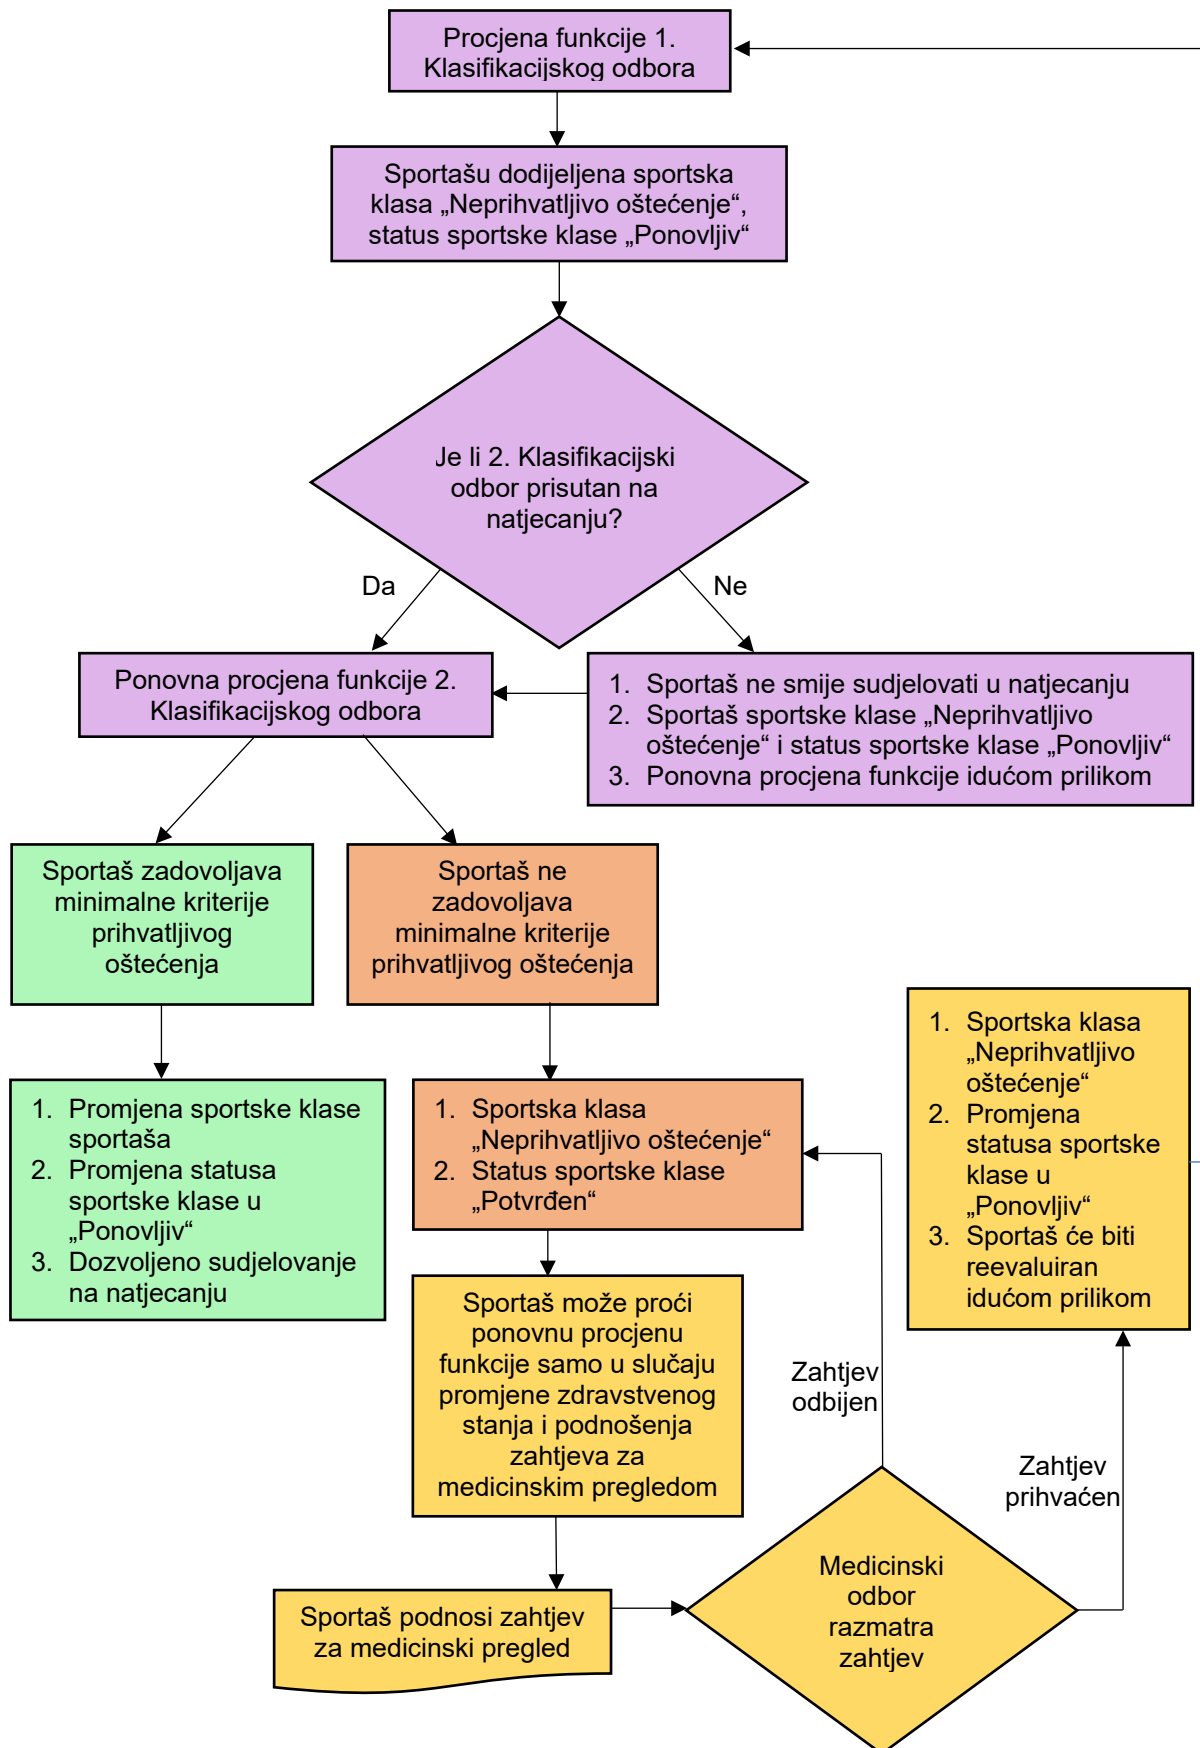 Procjena funkcije 1.
Klasifikacijskog odbora
Sportašu dodijeljena sportska
klasa „Neprihvatljivo oštećenje“,
status sportske klase „Ponovljiv“
Je li 2. Klasifikacijski
odbor prisutan na
natjecanju?
Da
Ne
Ponovna procjena funkcije 2.
Klasifikacijskog odbora
1. Sportaš ne smije sudjelovati u natjecanju
2. Sportaš sportske klase „Neprihvatljivo
oštećenje“ i status sportske klase „Ponovljiv“
3. Ponovna procjena funkcije idućom prilikom
Sportaš zadovoljava
minimalne kriterije
prihvatljivog
oštećenja
Sportaš ne
zadovoljava
minimalne kriterije
prihvatljivog oštećenja
1. Promjena sportske klase
sportaša
2. Promjena statusa
sportske klase u
„Ponovljiv“
3. Dozvoljeno sudjelovanje
na natjecanju
1. Sportska klasa
„Neprihvatljivo oštećenje“
2. Status sportske klase
„Potvrđen“
1. Sportska klasa
„Neprihvatljivo
oštećenje“
2. Promjena
statusa sportske
klase u
„Ponovljiv“
3. Sportaš će biti
reevaluiran
idućom prilikom
Sportaš može proći
ponovnu procjenu
funkcije samo u slučaju
promjene zdravstvenog
stanja i podnošenja
zahtjeva za
medicinskim pregledom
Zahtjev
odbijen
Zahtjev
prihvaćen
Sportaš podnosi zahtjev
za medicinski pregled
Medicinski
odbor
razmatra
zahtjev